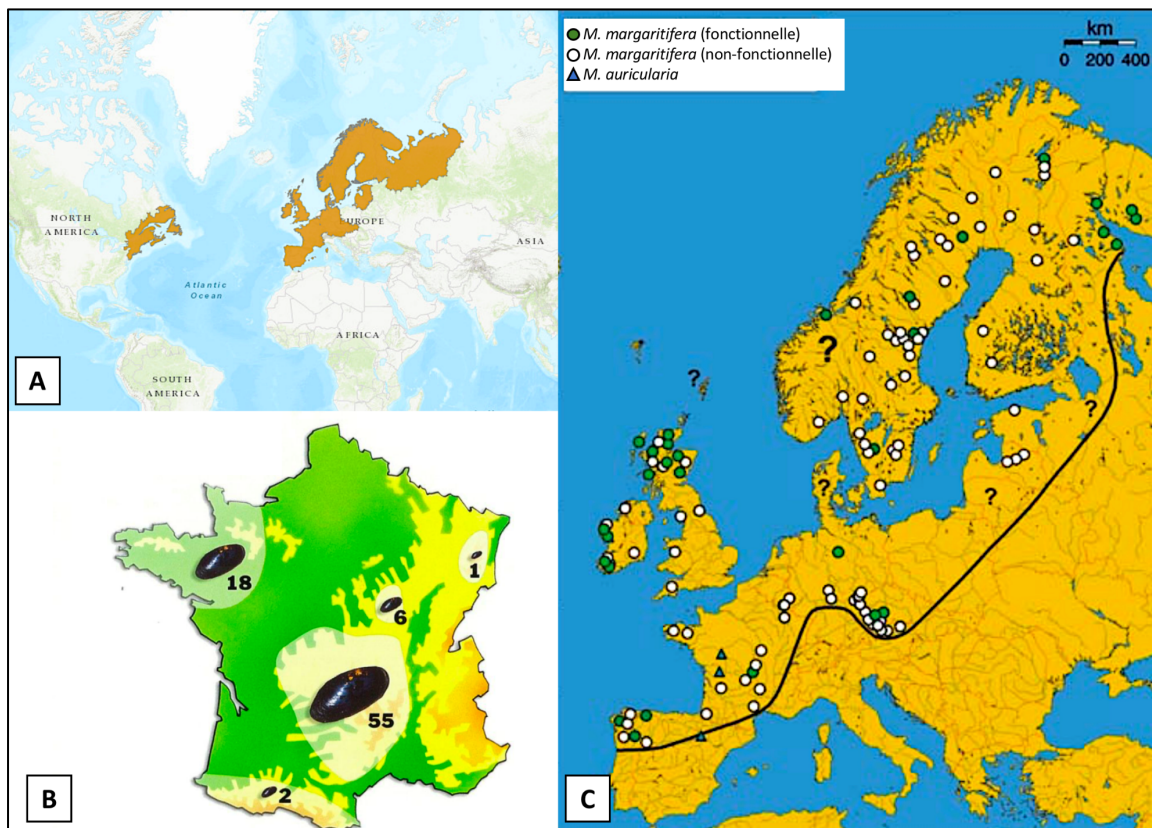 NORTH
AMERICA
EUROPE
ASIA
Atlantic
Ocean
AFRICA
SOUTH
AMERICA
A
18
1
6
55
2
B
M. margaritifera (fonctionnelle)
M. margaritifera (non-fonctionnelle)
M. auricularia
km
0 200 400
?
?
?
?
?
C